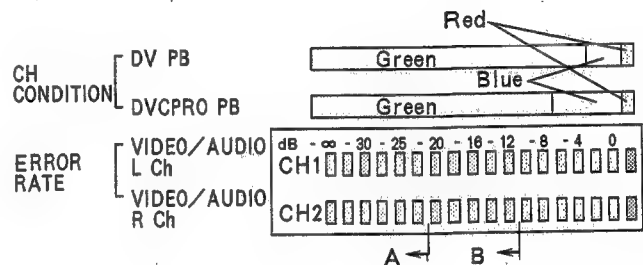 Red
DV PB
Green
CH CONDITION
Blue
DVCPRO PB
Green
ERROR RATE
VIDEO/AUDIO L Ch
dB -∞ -30 -25 -20 -16 -12 -8 -4 0
CH1
VIDEO/AUDIO R Ch
CH2
A
B